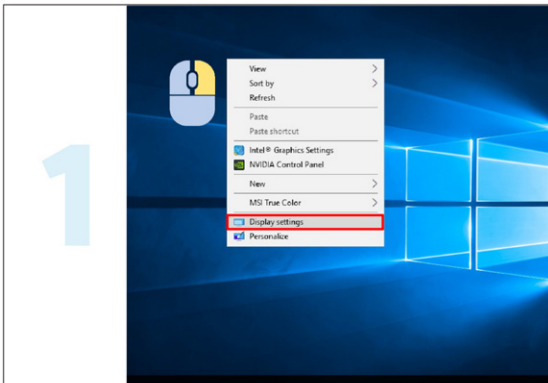 1
View
Sort by
Refresh
Paste
Paste shortcut
Intel® Graphics Settings
NVIDIA Control Panel
New
MSI True Color
Display settings
Personalize